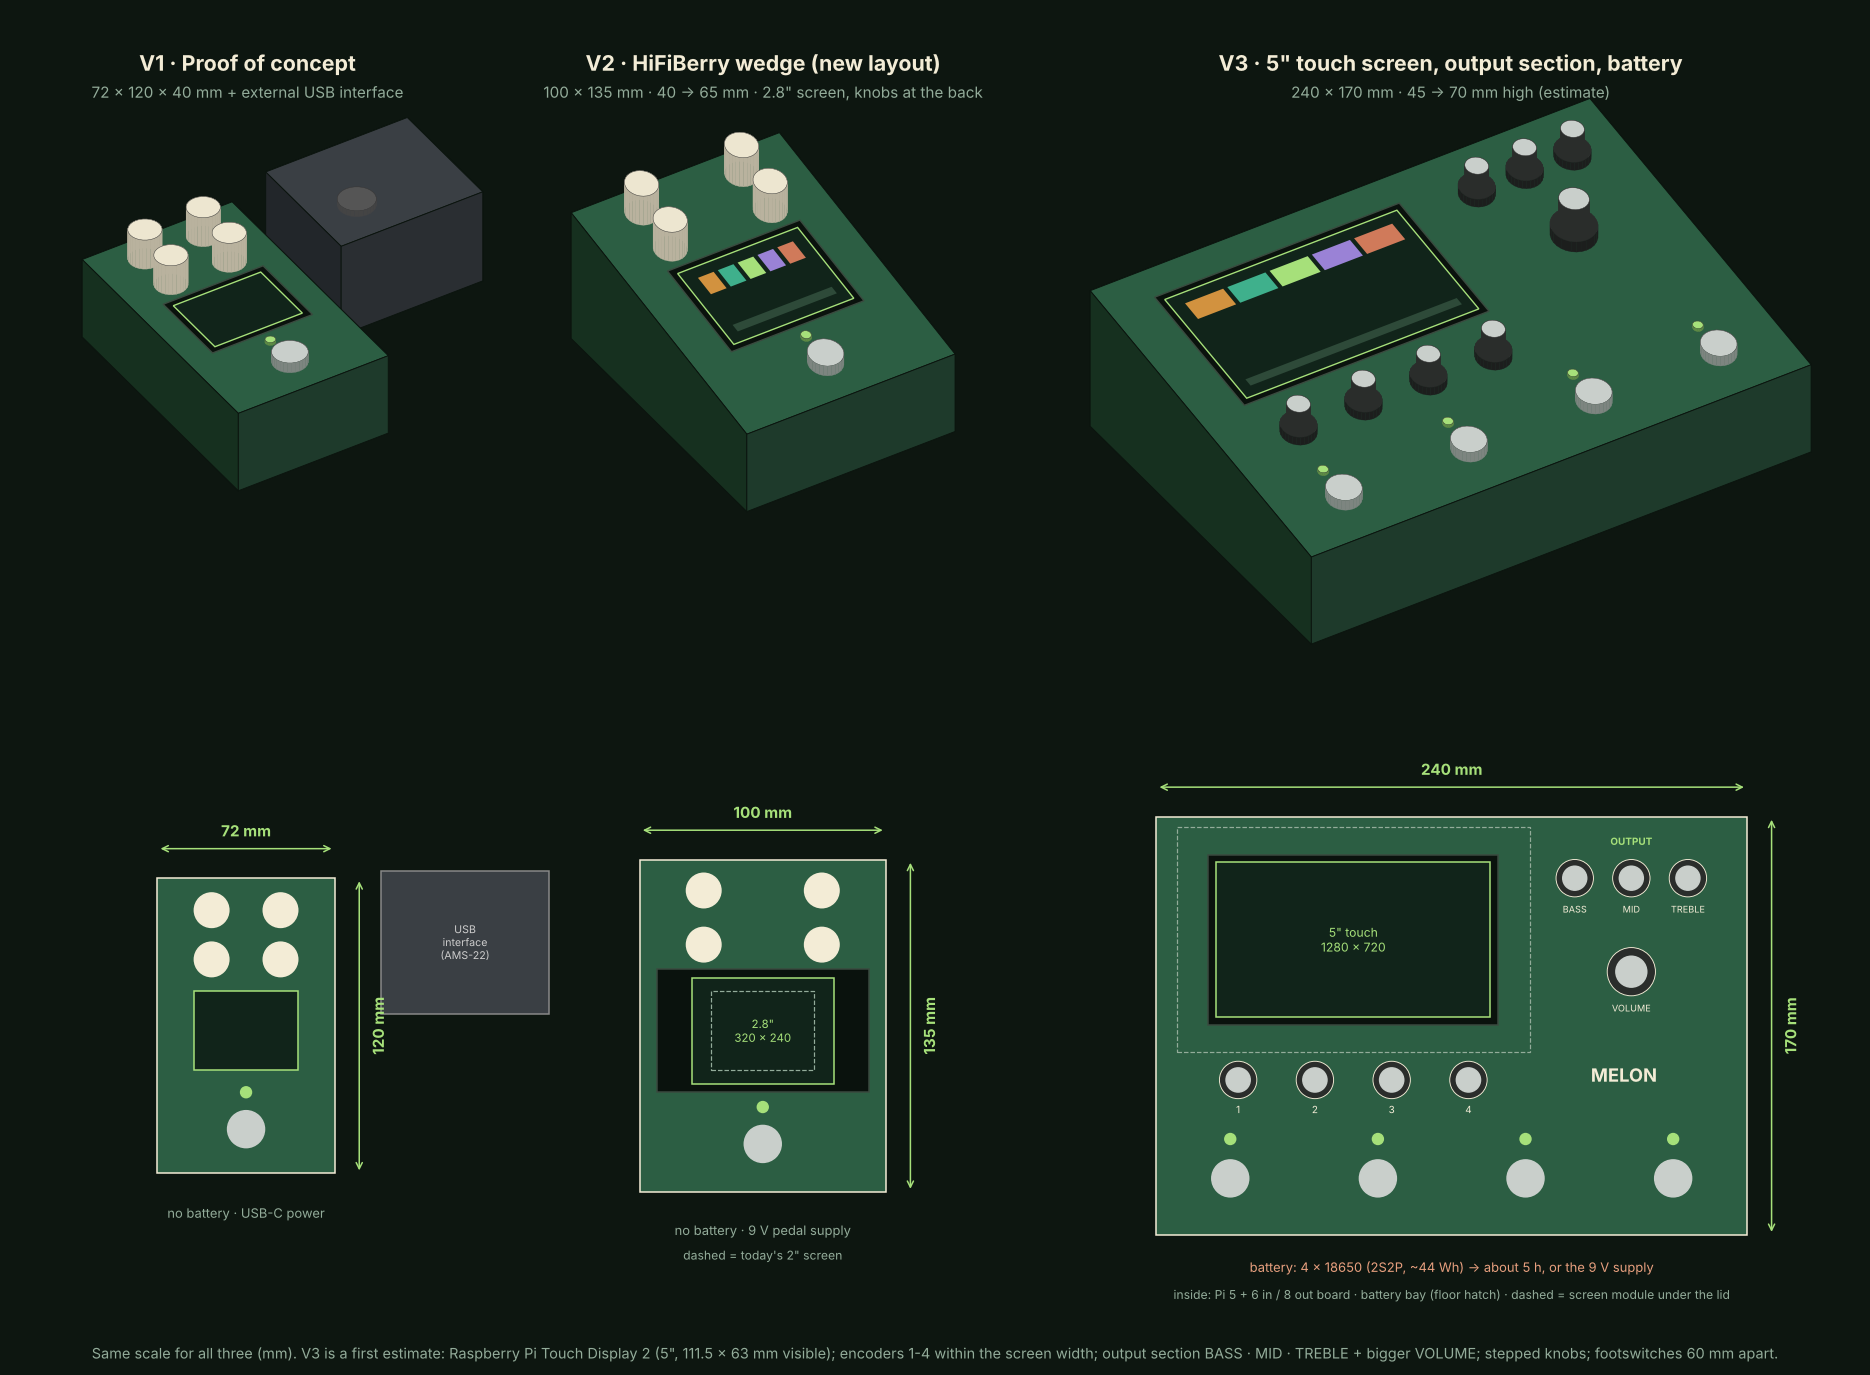 V1 · Proof of concept
72 × 120 × 40 mm + external USB interface
V2 · HiFiBerry wedge (new layout)
100 × 135 mm · 40 → 65 mm · 2.8" screen, knobs at the back
V3 · 5" touch screen, output section, battery
240 × 170 mm · 45 → 70 mm high (estimate)
72 mm
120 mm
USB
interface
(AMS-22)
no battery · USB-C power
100 mm
135 mm
2.8"
320 × 240
no battery · 9 V pedal supply
dashed = today's 2" screen
240 mm
170 mm
OUTPUT
BASS
MID
TREBLE
5" touch
1280 × 720
VOLUME
MELON
1
2
3
4
battery: 4 × 18650 (2S2P, ~44 Wh) → about 5 h, or the 9 V supply
inside: Pi 5 + 6 in / 8 out board · battery bay (floor hatch) · dashed = screen module under the lid
Same scale for all three (mm). V3 is a first estimate: Raspberry Pi Touch Display 2 (5", 111.5 × 63 mm visible); encoders 1-4 within the screen width; output section BASS · MID · TREBLE + bigger VOLUME; stepped knobs; footswitches 60 mm apart.